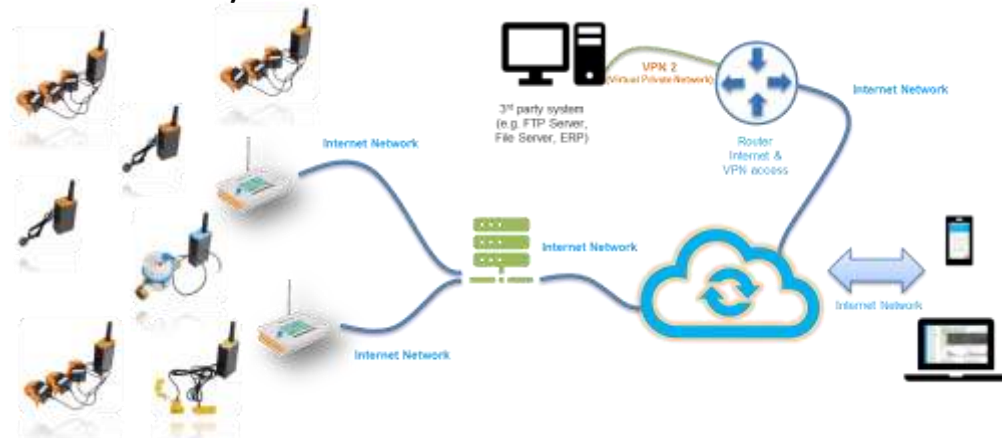 VPN 2
(Virtual Private Network)
Internet Network
3rd party system
(e.g. FTP Server,
File Server, ERP)
Router
Internet &
VPN access
Internet Network
Internet Network
Internet Network
Internet Network